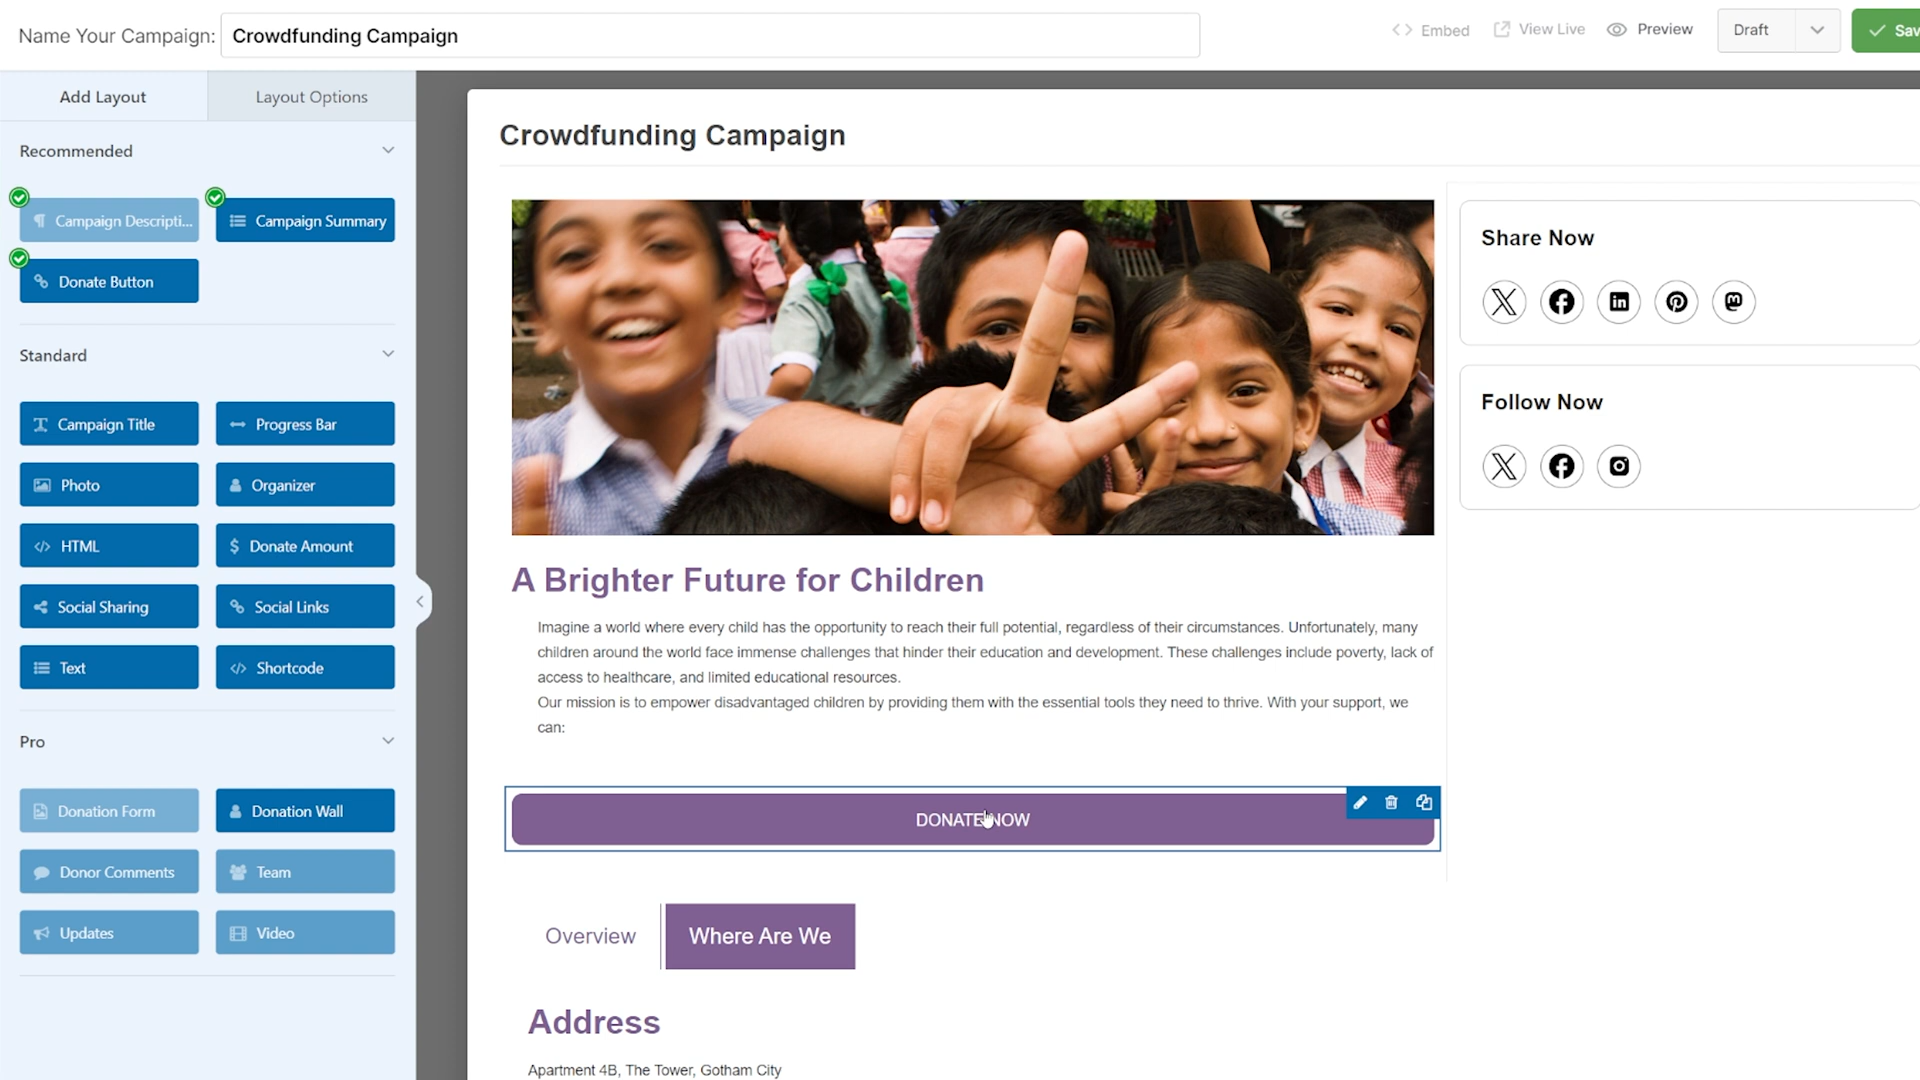 Name Your Campaign: Crowdfunding Campaign
Embed View Live Preview Draft Sav
Add Layout Layout Options
Recommended
Campaign Descripti... Campaign Summary
Donate Button
Standard
Campaign Title Progress Bar
Photo Organizer
HTML Donate Amount
Social Sharing Social Links
Text Shortcode
Pro
Donation Form Donation Wall
Donor Comments Team
Updates Video
Crowdfunding Campaign
A Brighter Future for Children
Imagine a world where every child has the opportunity to reach their full potential, regardless of their circumstances. Unfortunately, many
children around the world face immense challenges that hinder their education and development. These challenges include poverty, lack of
access to healthcare, and limited educational resources.
Our mission is to empower disadvantaged children by providing them with the essential tools they need to thrive. With your support, we
can:
DONATE NOW
Overview Where Are We
Address
Apartment 4B, The Tower, Gotham City
Share Now
Follow Now